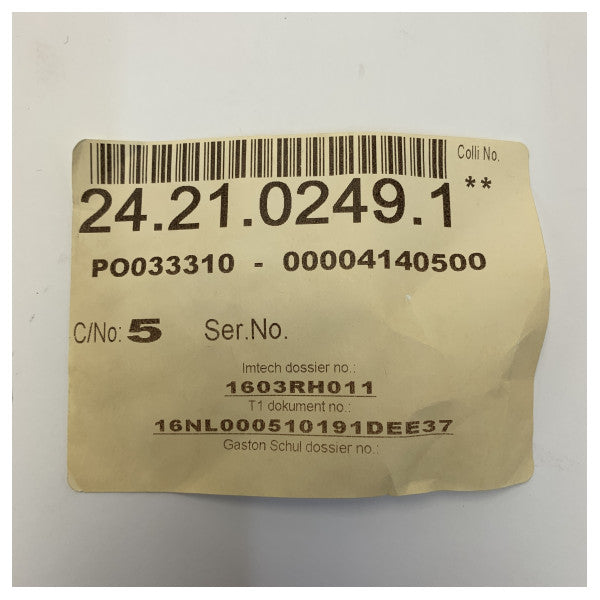 Colli No.
24.21.0249.1**
PO033310 - 00004140500
C/No: 5 Ser.No.
Imtech dossier no.:
1603RH011
T1 dokument no.:
16NL000510191DEE37
Gaston Schul dossier no.: